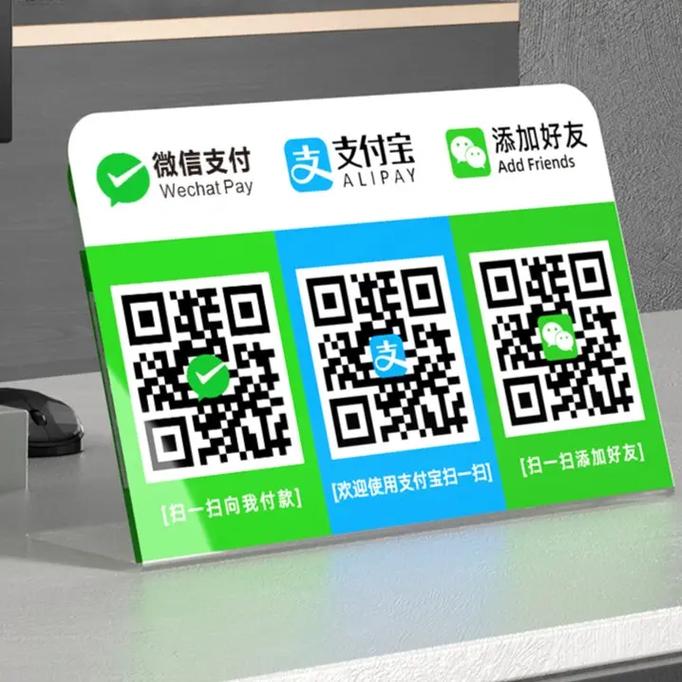 微信支付
WechatPay
支付宝
ALIPAY
添加好友
Add Friends
[扫一扫向我付款]
[欢迎使用支付宝扫一扫]
[扫一扫添加好友]